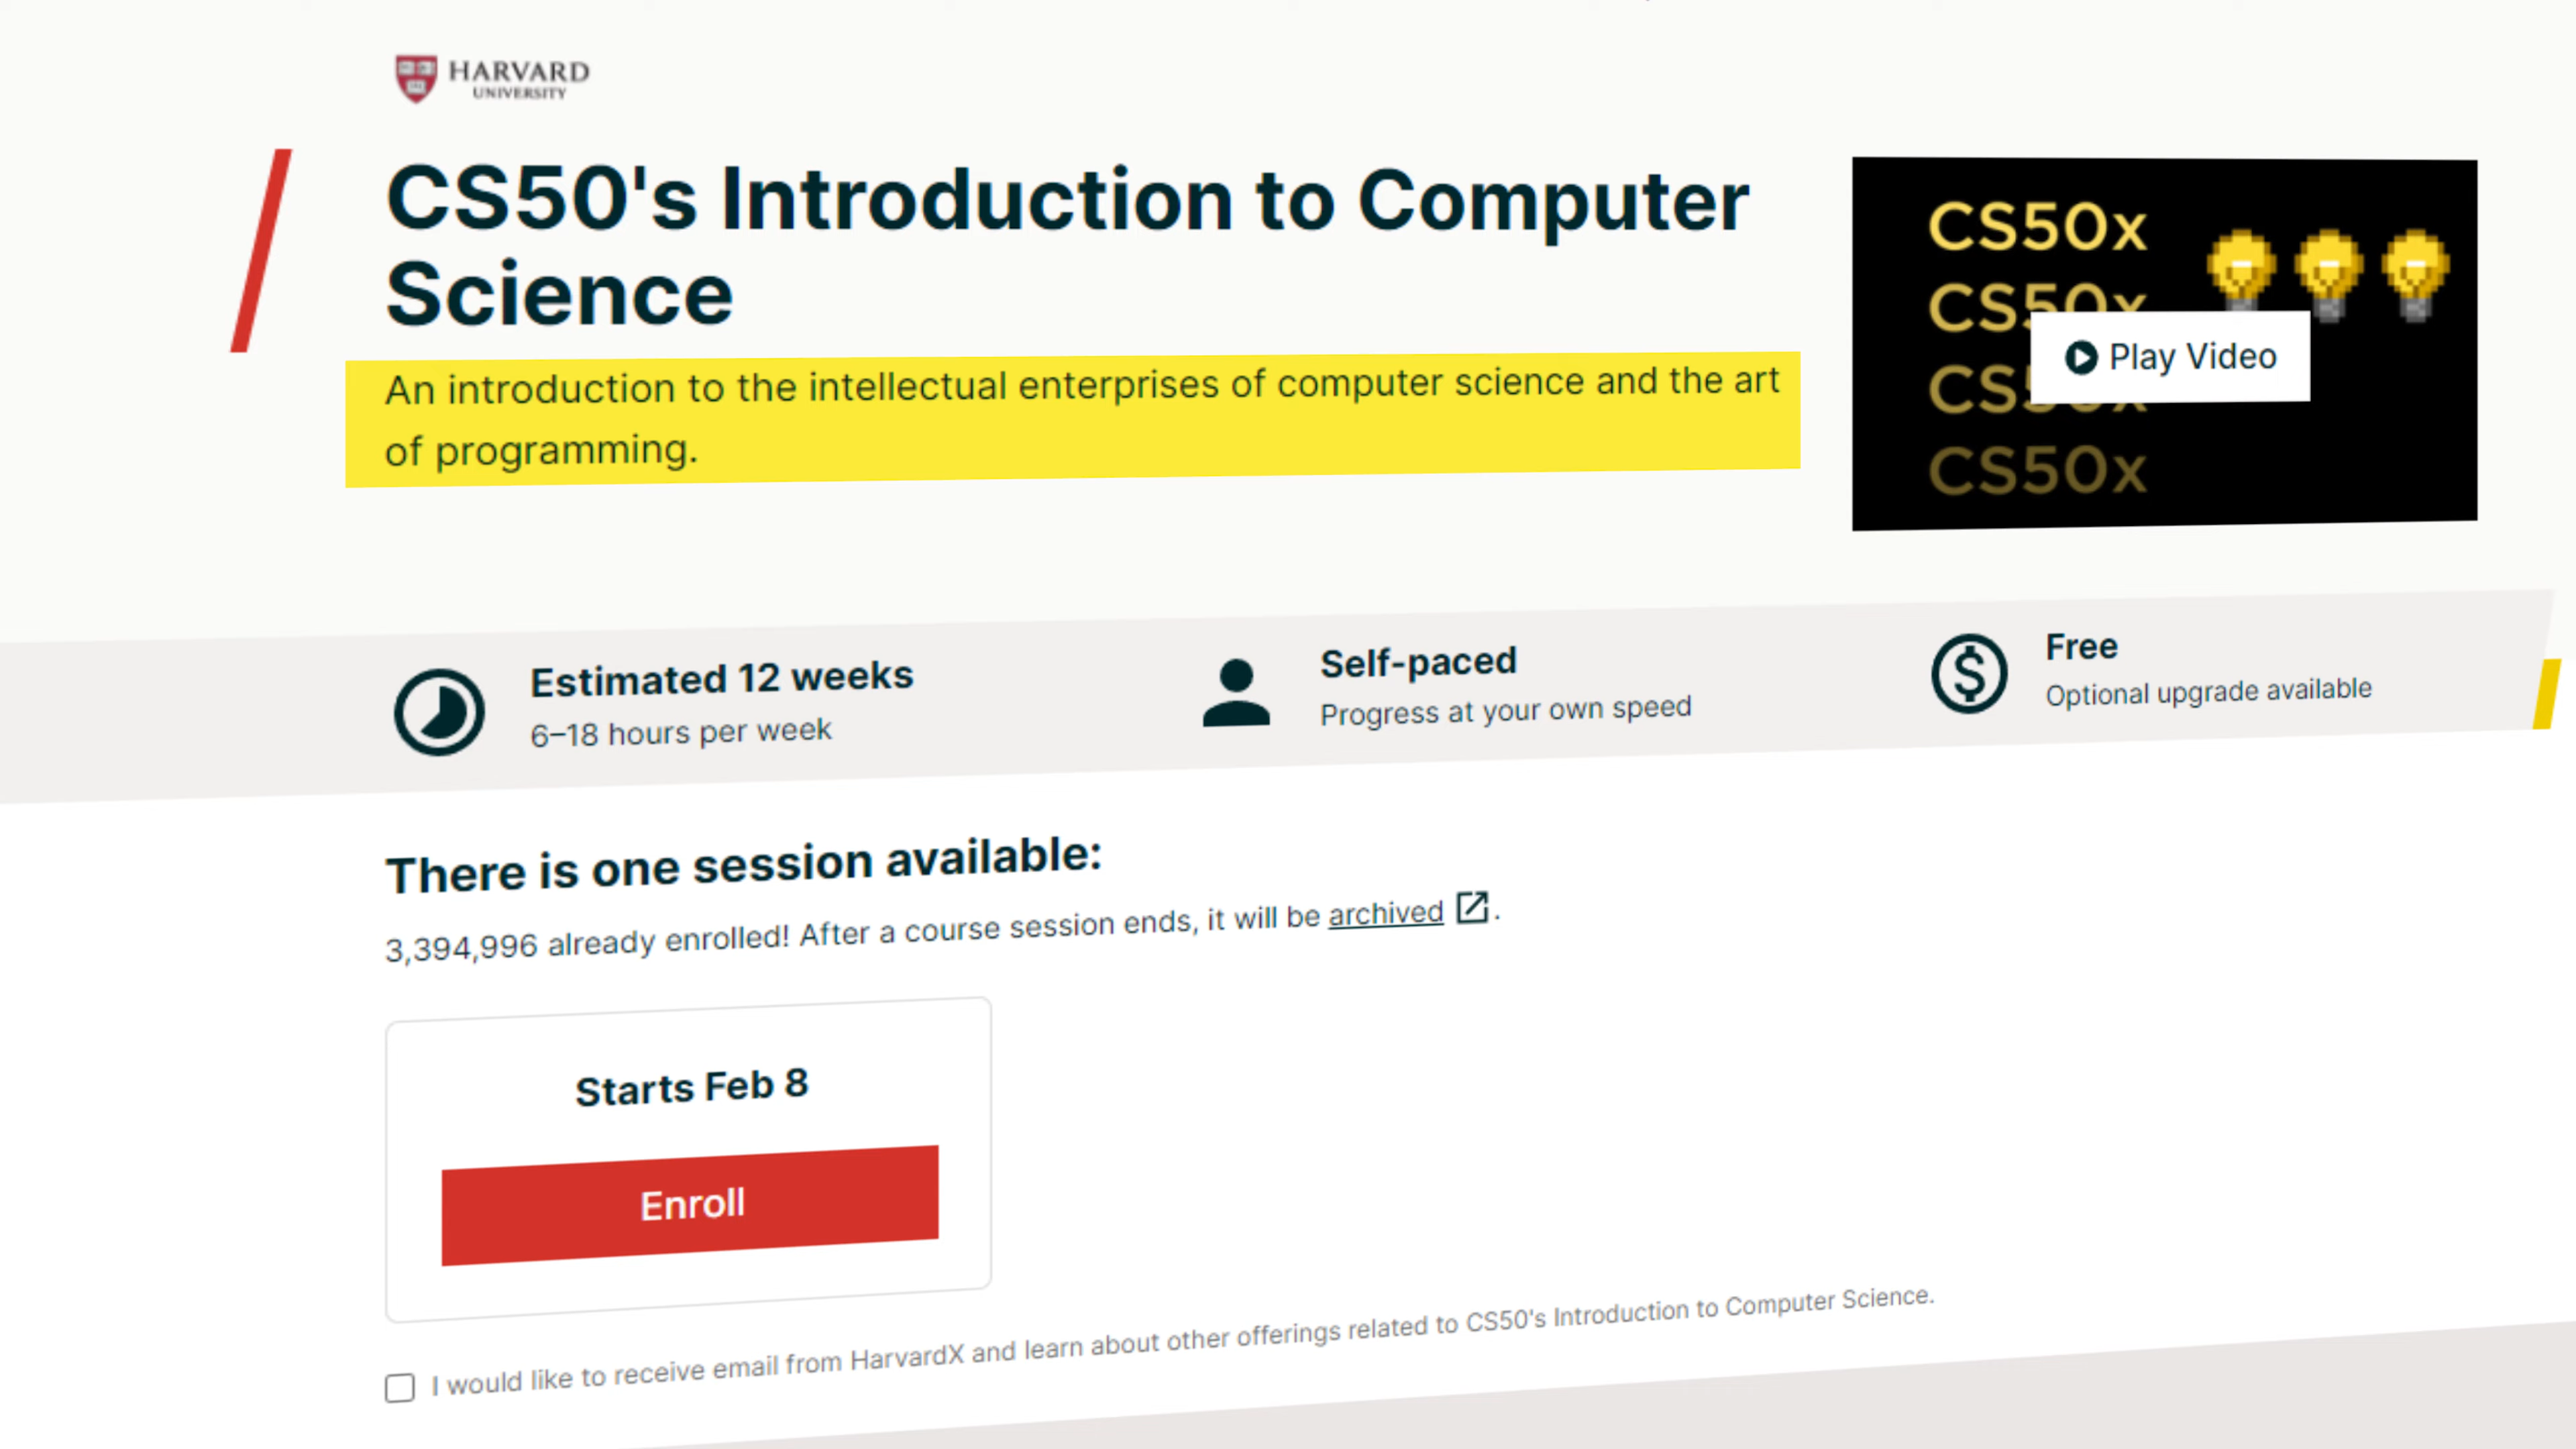 HARVARD
UNIVERSITY
CS50's Introduction to Computer
Science
An introduction to the intellectual enterprises of computer science and the art
of programming.
CS50x
CS50x
Play Video
CS50x
CS50x
Estimated 12 weeks
6–18 hours per week
Self-paced
Progress at your own speed
Free
Optional upgrade available
There is one session available:
3,394,996 already enrolled! After a course session ends, it will be archived.
Starts Feb 8
Enroll
I would like to receive email from HarvardX and learn about other offerings related to CS50's Introduction to Computer Science.